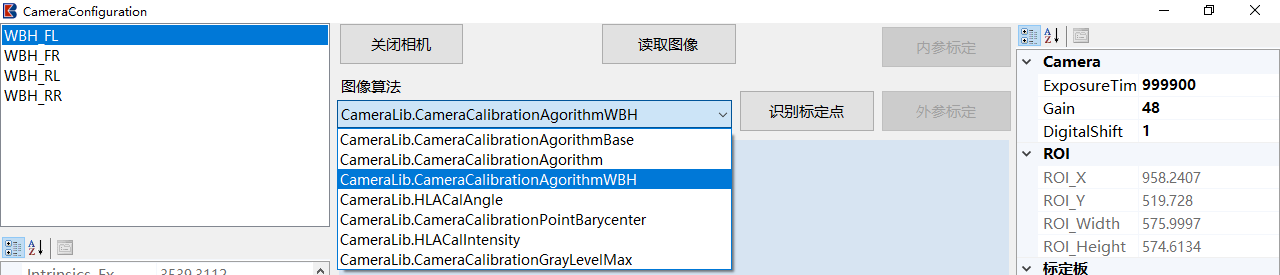 CameraConfiguration
WBH_FL
WBH_FR
WBH_RL
WBH_RR
关闭相机
读取图像
内参标定
图像算法
CameraLib.CameraCalibrationAgorithmWBH
识别标定点
外参标定
CameraLib.CameraCalibrationAgorithmBase
CameraLib.CameraCalibrationAgorithm
CameraLib.CameraCalibrationAgorithmWBH
CameraLib.HLACalAngle
CameraLib.CameraCalibrationPointBarycenter
CameraLib.HLACalIntensity
CameraLib.CameraCalibrationGrayLevelMax
Camera
ExposureTim 999900
Gain 48
DigitalShift 1
ROI
ROI_X 958.2407
ROI_Y 519.728
ROI_Width 575.9997
ROI_Height 574.6134
标定板
Intrinsics_Fx 3539.3112